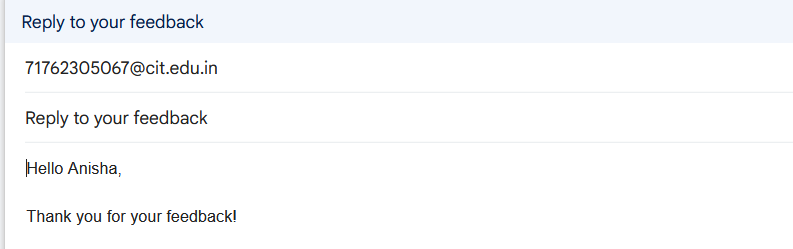 Reply to your feedback
71762305067@cit.edu.in
Reply to your feedback
Hello Anisha,
Thank you for your feedback!